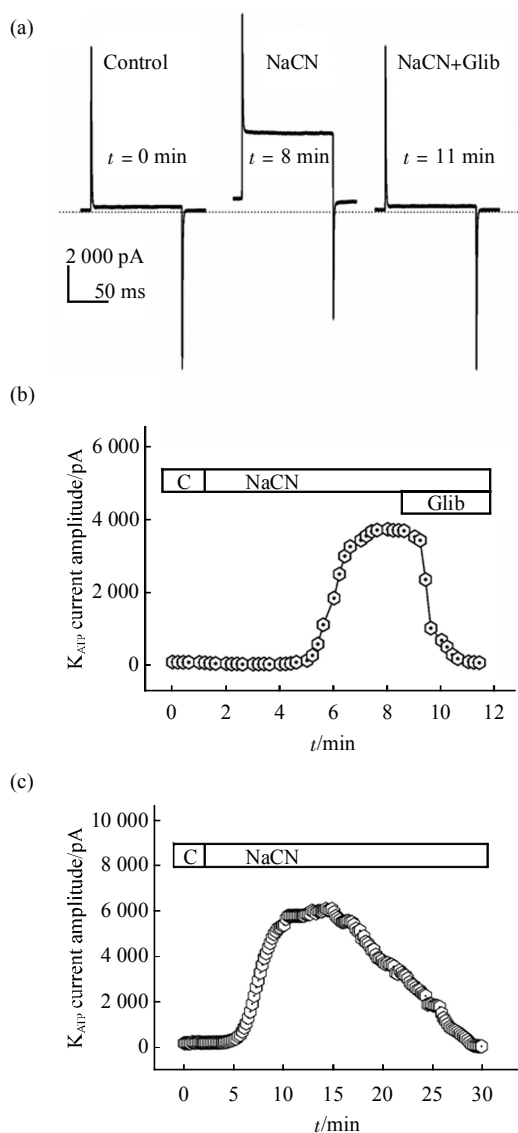 (a)
Control NaCN NaCN+Glib
t = 0 min t = 8 min t = 11 min
2 000 pA
50 ms
(b)
K_ATP current amplitude/pA
6 000
4 000
2 000
0
C NaCN
Glib
0 2 4 6 8 10 12
t/min
(c)
K_ATP current amplitude/pA
10 000
8 000
6 000
4 000
2 000
0
C NaCN
0 5 10 15 20 25 30
t/min